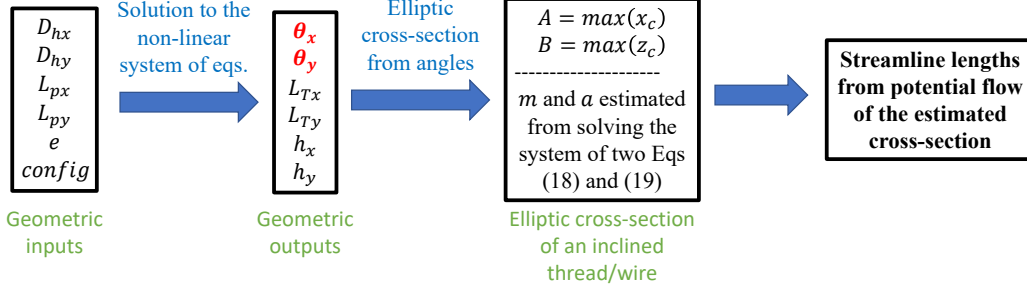 D_hx
D_hy
L_px
L_py
e
config
Geometric
inputs
Solution to the
non-linear
system of eqs.
θ_x
θ_y
L_Tx
L_Ty
h_x
h_y
Geometric
outputs
Elliptic
cross-section
from angles
A = max(x_c)
B = max(z_c)
---------------------
m and a estimated
from solving the
system of two Eqs
(18) and (19)
Elliptic cross-section
of an inclined
thread/wire
Streamline lengths
from potential flow
of the estimated
cross-section